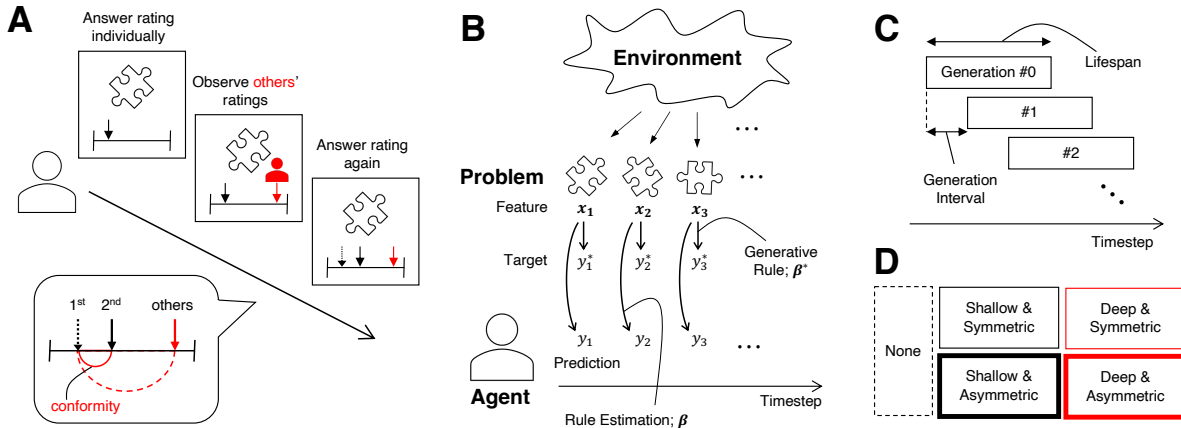 A
Answer rating
individually
Observe others'
ratings
Answer rating
again
1st
2nd
others
conformity
B
Environment
...
Problem
...
Feature
x1
x2
x3
Target
y1*
y2*
y3*
Generative
Rule; β*
y1
y2
y3
...
Prediction
Agent
Timestep
Rule Estimation; β
C
Lifespan
Generation #0
#1
#2
Generation
Interval
Timestep
D
None
Shallow &
Symmetric
Deep &
Symmetric
Shallow &
Asymmetric
Deep &
Asymmetric